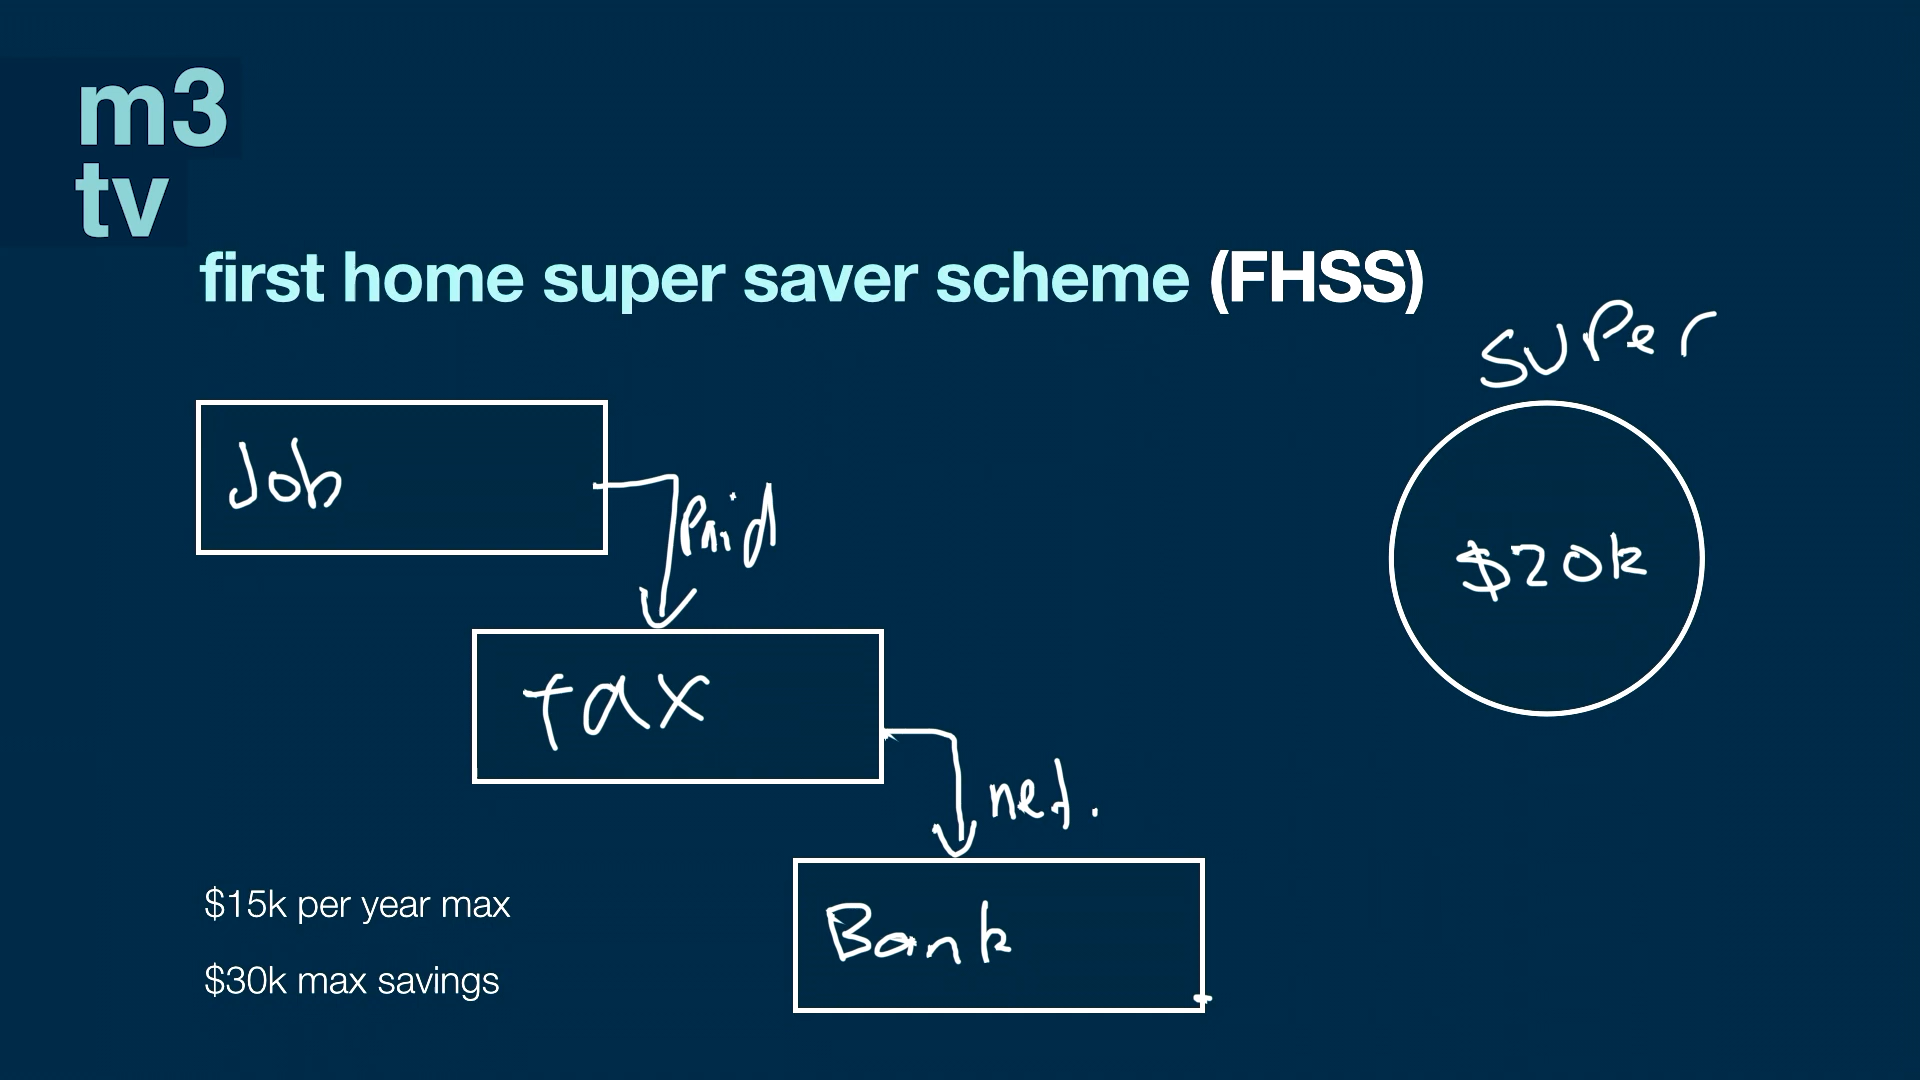 m3
tv
first home super saver scheme (FHSS)
super
Job
Paid
$20k
tax
net.
$15k per year max
Bank
$30k max savings